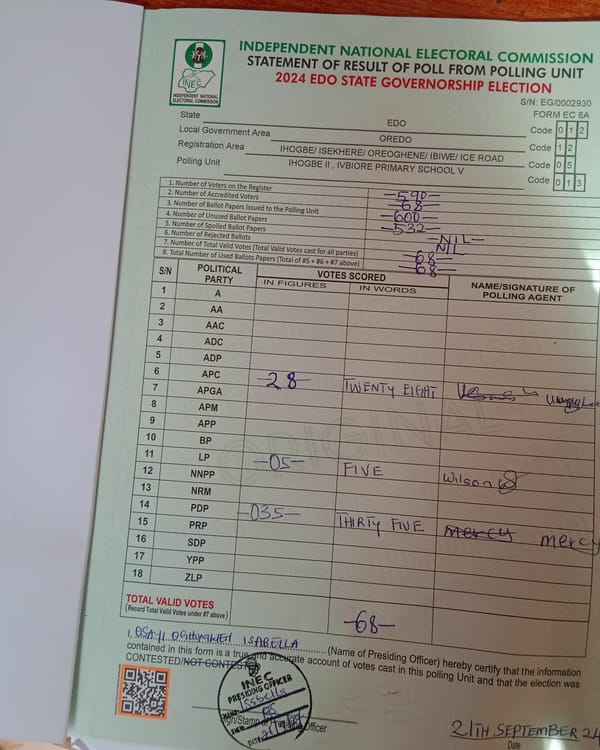 INDEPENDENT NATIONAL ELECTORAL COMMISSION
STATEMENT OF RESULT OF POLL FROM POLLING UNIT
2024 EDO STATE GOVERNORSHIP ELECTION
INEC
INDEPENDENT NATIONAL
ELECTORAL COMMISSION
S/N: EG/0002930
FORM EC 8A
State EDO Code 0 1 2
Local Government Area OREDO Code 1 2
Registration Area IHOGBE/ ISEKHERE/ OREOGHENE/ IBIWE/ ICE ROAD Code 0 5
Polling Unit IHOGBE II , IVBIORE PRIMARY SCHOOL V Code 0 1 3
1. Number of Voters on the Register -590-
2. Number of Accredited Voters -68-
3. Number of Ballot Papers Issued to the Polling Unit -600-
4. Number of Unused Ballot Papers -532-
5. Number of Spoiled Ballot Papers -NIL-
6. Number of Rejected Ballots NIL
7. Number of Total Valid Votes (Total Valid Votes cast for all parties) -68-
8. Total Number of Used Ballots Papers (Total of #5 + #6 + #7 above) -68-
S/N POLITICAL PARTY VOTES SCORED NAME/SIGNATURE OF POLLING AGENT
IN FIGURES IN WORDS
1 A
2 AA
3 AAC
4 ADC
5 ADP
6 APC -28- TWENTY EIGHT
7 APGA
8 APM
9 APP
10 BP
11 LP -05- FIVE Wilson
12 NNPP
13 NRM
14 PDP -035- THIRTY FIVE mercy mercy
15 PRP
16 SDP
17 YPP
18 ZLP
ORIGINAL
TOTAL VALID VOTES -68-
(Record Total Valid Votes under #7 above)
I, OSAYI ISABELLA (Name of Presiding Officer) hereby certify that the information
contained in this form is a true and accurate account of votes cast in this polling Unit and that the election was
CONTESTED/NOT CONTESTED
INEC
PRESIDING OFFICER
Isabella
Sign/Stamp of Presiding Officer
DATE:
21TH SEPTEMBER 24
Date